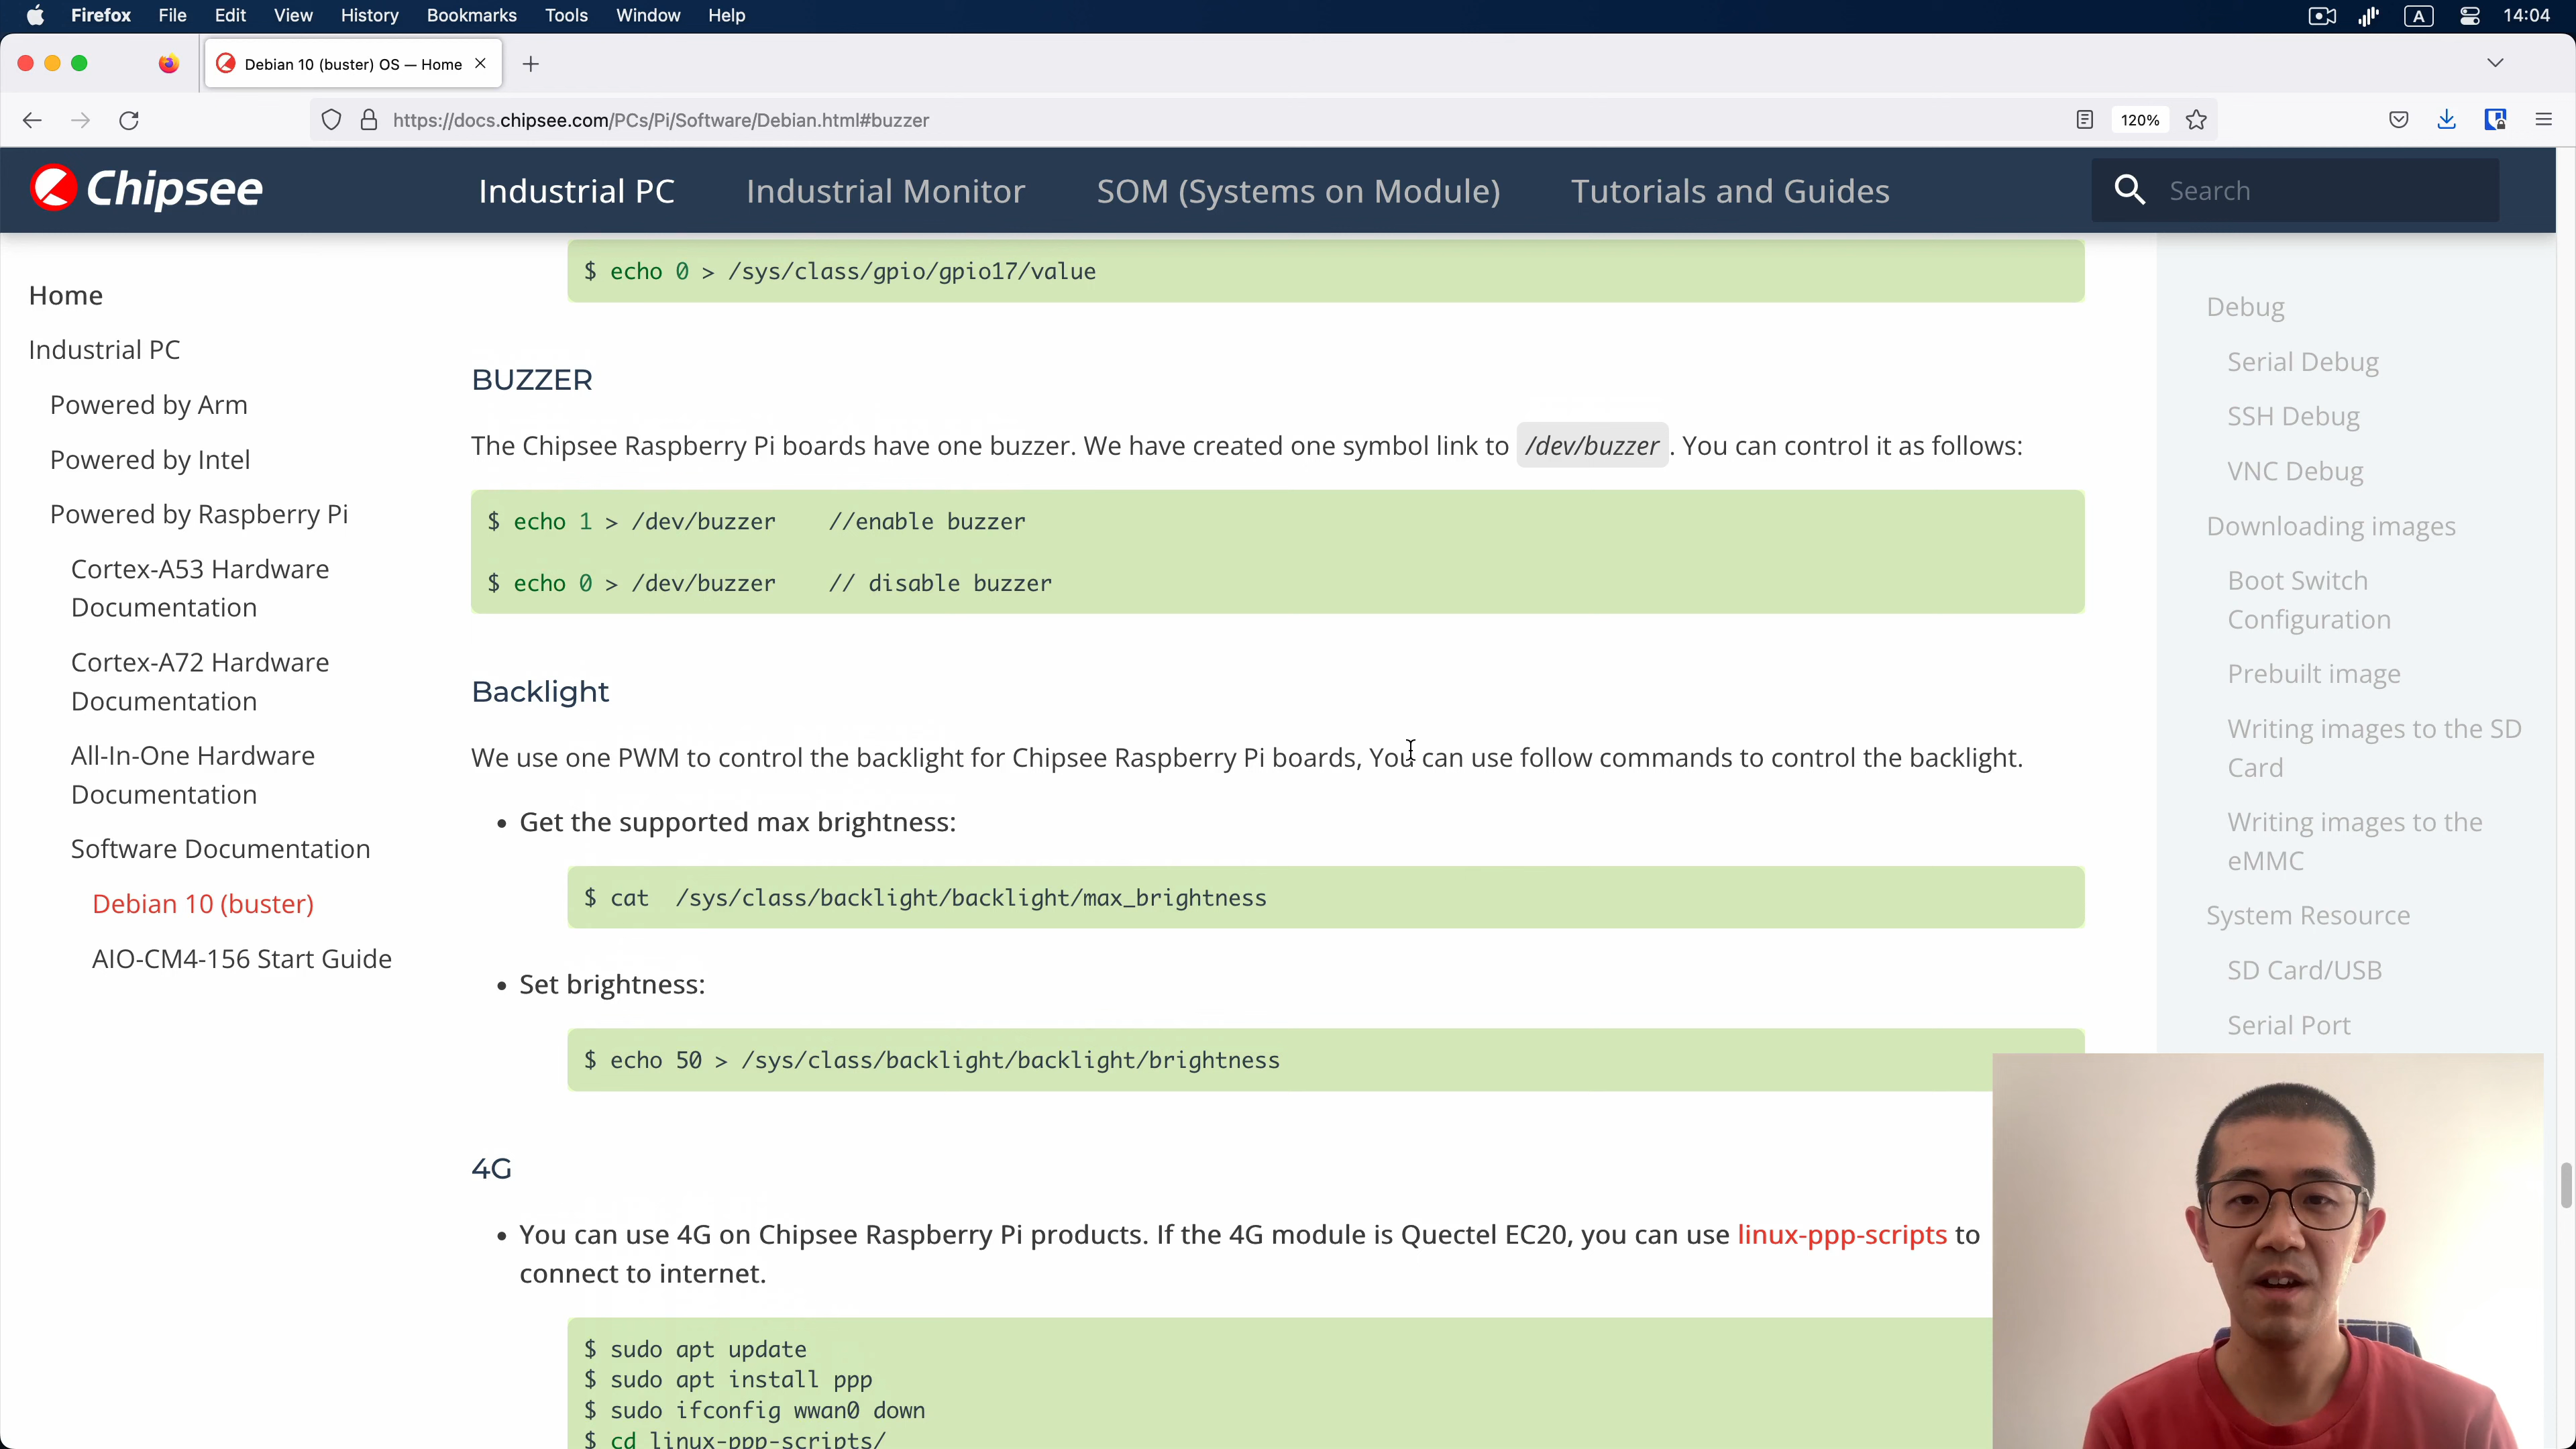 Firefox File Edit View History Bookmarks Tools Window Help A 14:04
Debian 10 (buster) OS — Home
https://docs.chipsee.com/PCs/Pi/Software/Debian.html#buzzer 120%
Chipsee Industrial PC Industrial Monitor SOM (Systems on Module) Tutorials and Guides Search
Home
Industrial PC
Powered by Arm
Powered by Intel
Powered by Raspberry Pi
Cortex-A53 Hardware
Documentation
Cortex-A72 Hardware
Documentation
All-In-One Hardware
Documentation
Software Documentation
Debian 10 (buster)
AIO-CM4-156 Start Guide
$ echo 0 > /sys/class/gpio/gpio17/value
BUZZER
The Chipsee Raspberry Pi boards have one buzzer. We have created one symbol link to /dev/buzzer . You can control it as follows:
$ echo 1 > /dev/buzzer //enable buzzer
$ echo 0 > /dev/buzzer // disable buzzer
Backlight
We use one PWM to control the backlight for Chipsee Raspberry Pi boards, You can use follow commands to control the backlight.
• Get the supported max brightness:
$ cat /sys/class/backlight/backlight/max_brightness
• Set brightness:
$ echo 50 > /sys/class/backlight/backlight/brightness
4G
• You can use 4G on Chipsee Raspberry Pi products. If the 4G module is Quectel EC20, you can use linux-ppp-scripts to
connect to internet.
$ sudo apt update
$ sudo apt install ppp
$ sudo ifconfig wwan0 down
$ cd linux-ppp-scripts/
Debug
Serial Debug
SSH Debug
VNC Debug
Downloading images
Boot Switch
Configuration
Prebuilt image
Writing images to the SD
Card
Writing images to the
eMMC
System Resource
SD Card/USB
Serial Port